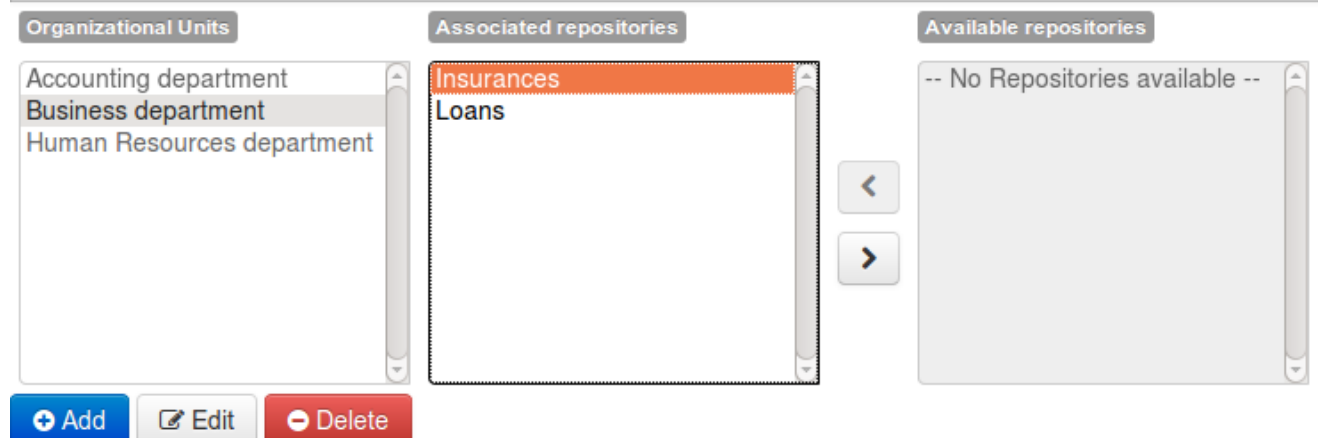 Organizational Units
Associated repositories
Available repositories
Accounting department
Business department
Human Resources department
Insurances
Loans
-- No Repositories available --
Add
Edit
Delete